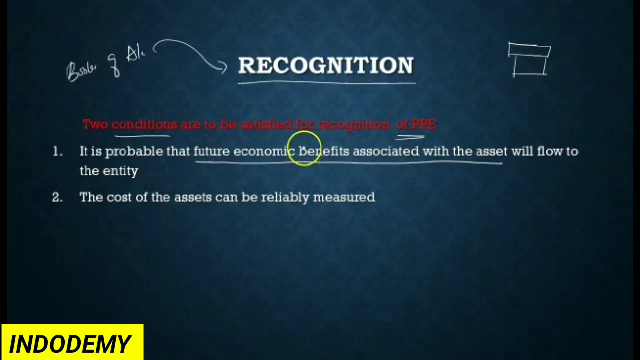 Books of A/c
RECOGNITION
Two conditions are to be satisfied for recognition of PPE
1. It is probable that future economic benefits associated with the asset will flow to
the entity
2. The cost of the assets can be reliably measured
INDODEMY